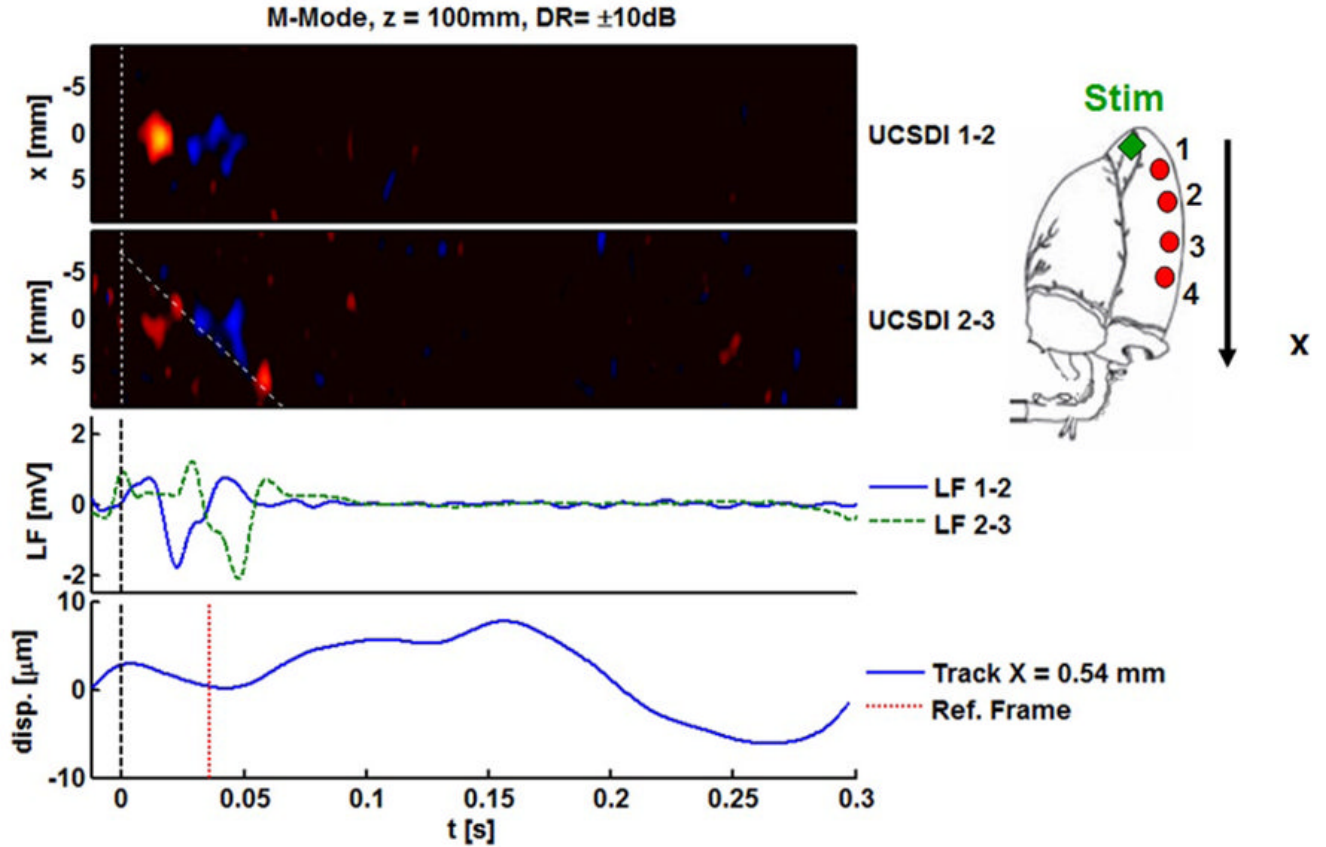 M-Mode, z = 100mm, DR= ±10dB
x [mm]
-5
0
5
UCSDI 1-2
x [mm]
-5
0
5
UCSDI 2-3
LF [mV]
2
0
-2
LF 1-2
LF 2-3
disp. [μm]
10
0
-10
Track X = 0.54 mm
Ref. Frame
0 0.05 0.1 0.15 0.2 0.25 0.3
t [s]
Stim
1
2
3
4
X